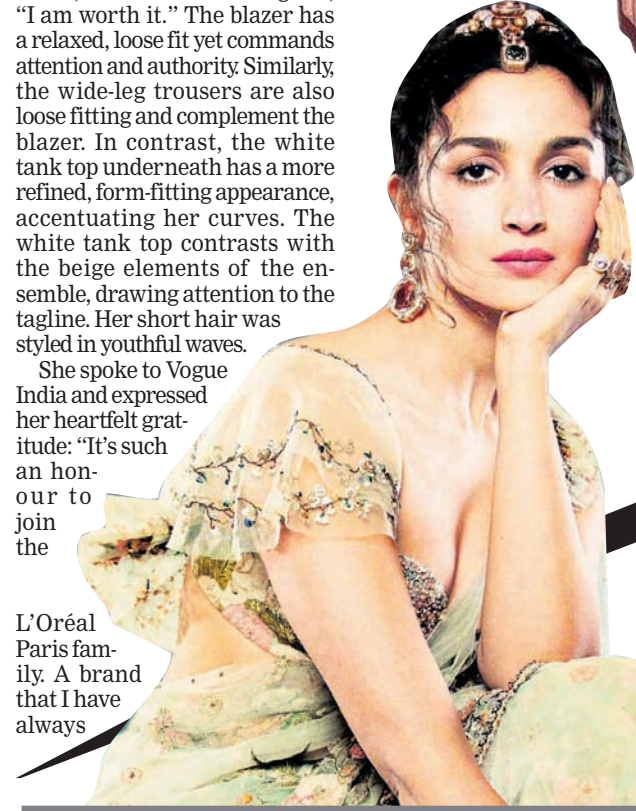 "I am worth it." The blazer has
a relaxed, loose fit yet commands
attention and authority. Similarly,
the wide-leg trousers are also
loose fitting and complement the
blazer. In contrast, the white
tank top underneath has a more
refined, form-fitting appearance,
accentuating her curves. The
white tank top contrasts with
the beige elements of the en-
semble, drawing attention to the
tagline. Her short hair was
styled in youthful waves.
She spoke to Vogue
India and expressed
her heartfelt grat-
itude: "It's such
an hon-
our to
join
the
L'Oréal
Paris fam-
ily. A brand
that I have
always